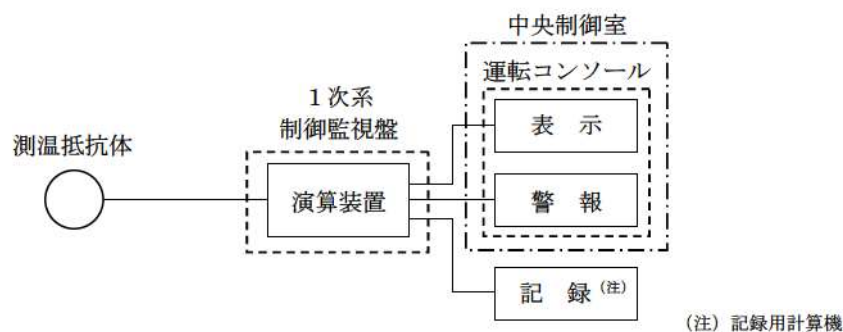 中央制御室
運転コンソール
1次系
制御監視盤
測温抵抗体
演算装置
表 示
警 報
記 録 (注)
(注) 記録用計算機